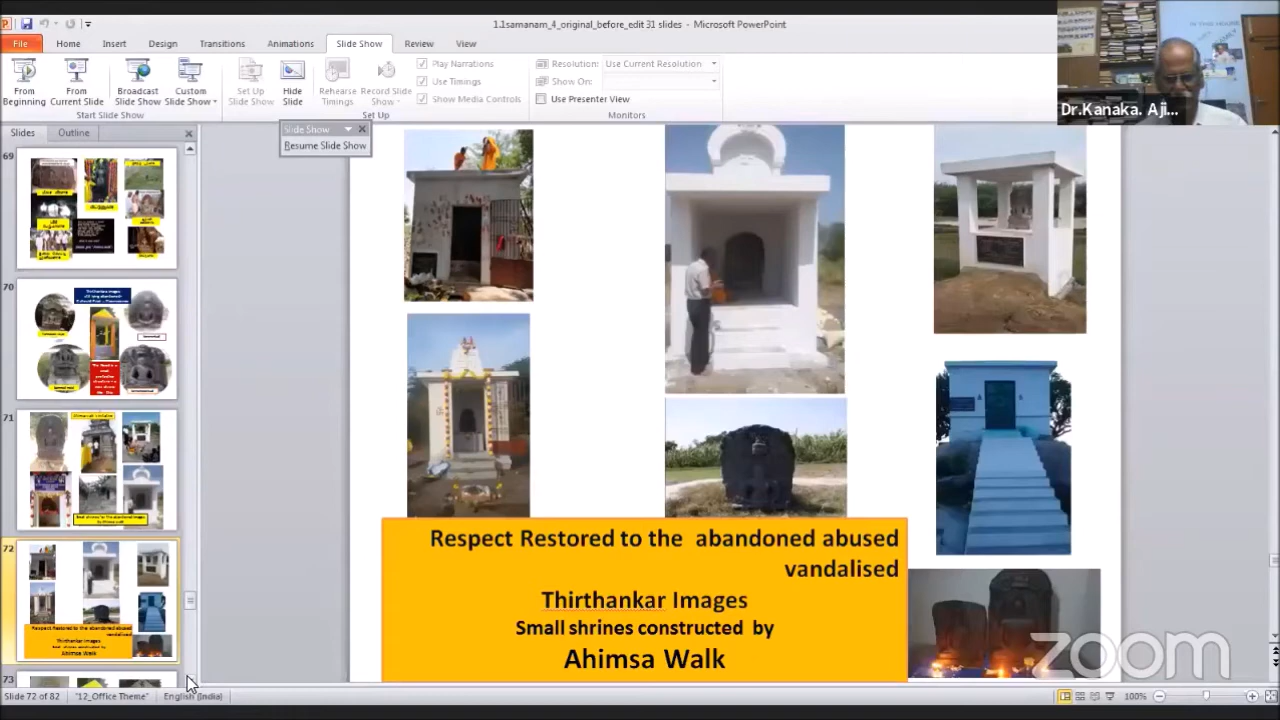 1.1samanam_4_original_before_edit 31 slides - Microsoft PowerPoint
File Home Insert Design Transitions Animations Slide Show Review View
From Beginning
From Current Slide
Broadcast Slide Show
Custom Slide Show
Set Up Slide Show
Hide Slide
Rehearse Timings
Record Slide Show
Play Narrations
Use Timings
Show Media Controls
Resolution: Use Current Resolution
Show On:
Use Presenter View
Start Slide Show
Set Up
Monitors
Dr.Kanaka. Aji...
Slides Outline
Slide Show
Resume Slide Show
69
70
71
72
73
Respect Restored to the abandoned abused
vandalised
Thirthankar Images
Small shrines constructed by
Ahimsa Walk
zoom
Slide 72 of 82 "12_Office Theme" English (India)
100%